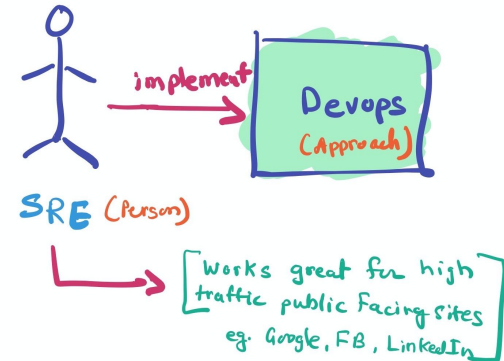 implement
Devops
(Approach)
SRE (Person)
works great for high
traffic public facing sites
eg. Google, FB, LinkedIn